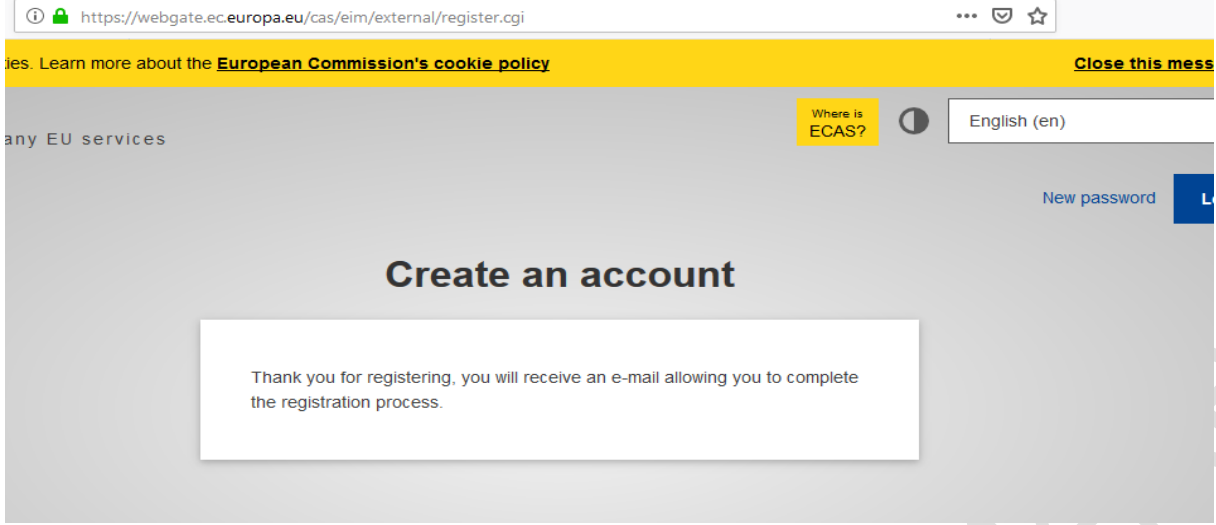 https://webgate.ec.europa.eu/cas/eim/external/register.cgi
ies. Learn more about the European Commission's cookie policy
Close this mess
any EU services
Where is
ECAS?
English (en)
New password
Create an account
Thank you for registering, you will receive an e-mail allowing you to complete
the registration process.